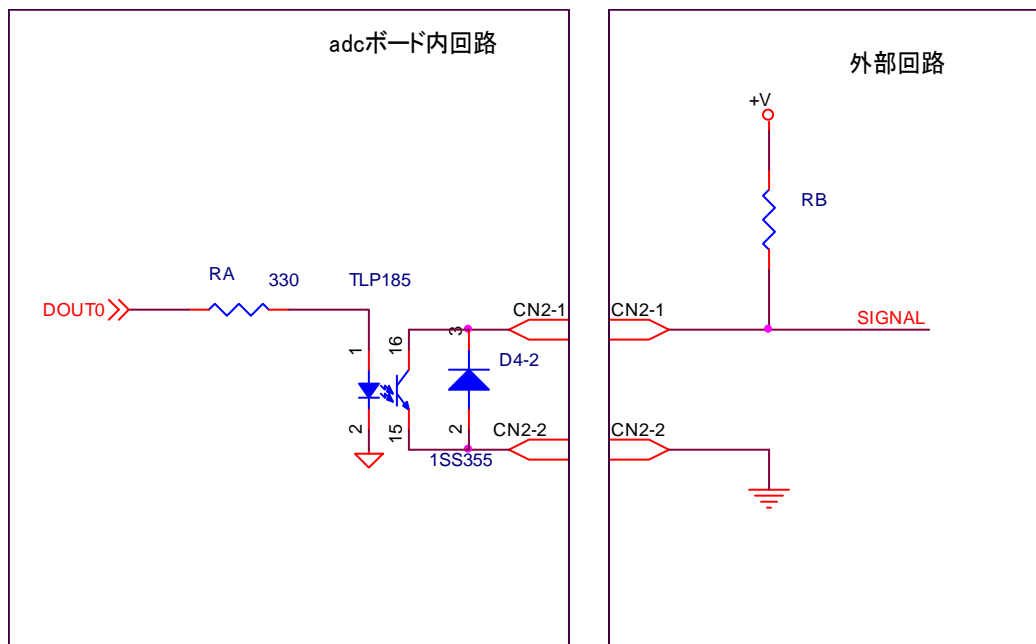 adcボード内回路
外部回路
+V
RB
RA
330
TLP185
DOUT0
CN2-1
CN2-1
SIGNAL
1
16
3
D4-2
2
15
2
CN2-2
CN2-2
1SS355